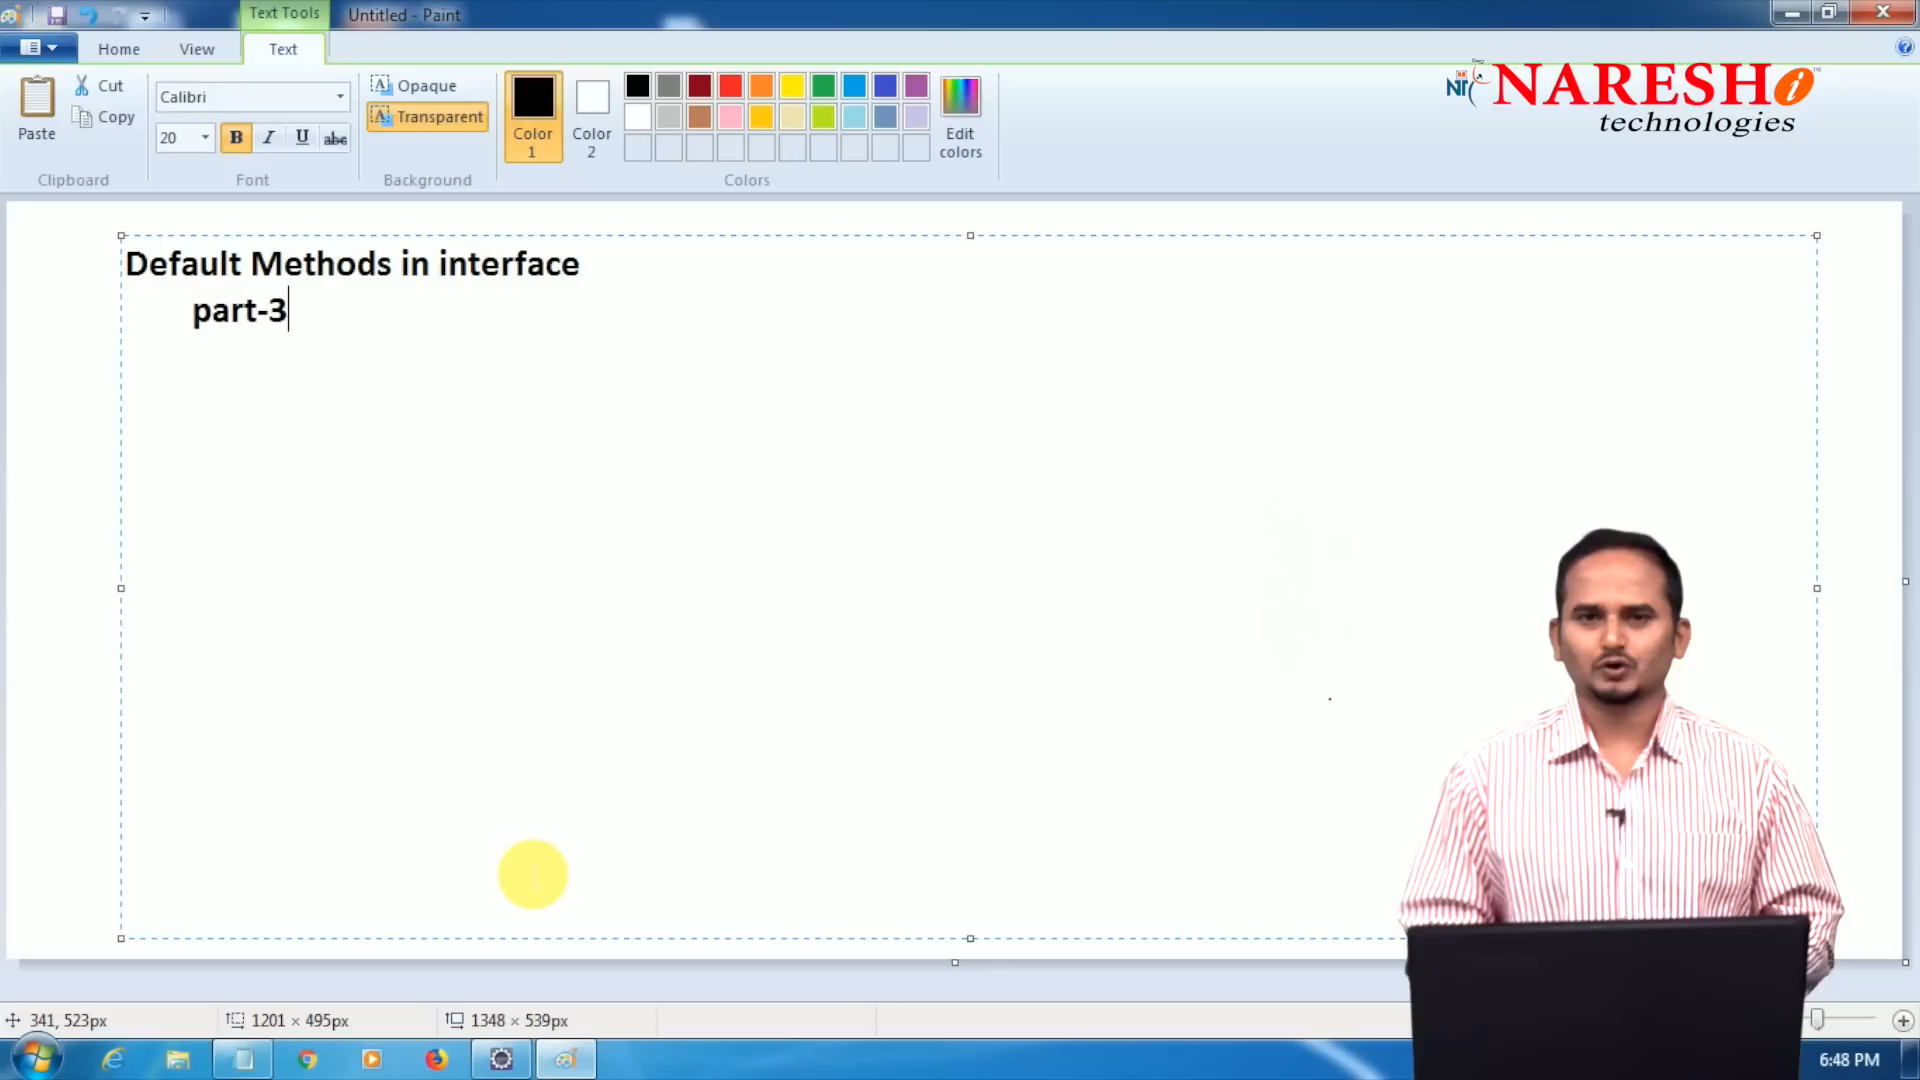 Text Tools
Untitled - Paint
Home
View
Text
Paste
Cut
Copy
Clipboard
Calibri
20
B
I
U
abc
Font
A
Opaque
A
Transparent
Background
Color 1
Color 2
Edit colors
Colors
NT
NARESHi
technologies
Default Methods in interface
part-3
341, 523px
1201 × 495px
1348 × 539px
6:48 PM